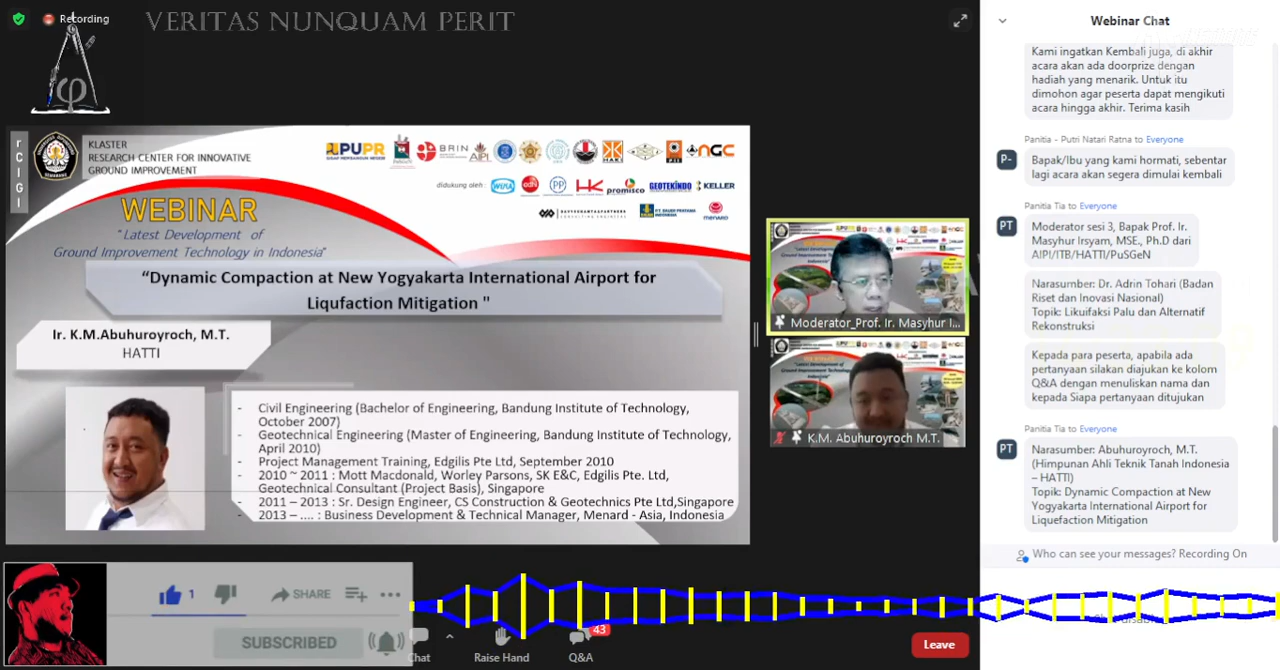 Recording
VERITAS NUNQUAM PERIT
φ
rCIGI
KLASTER
RESEARCH CENTER FOR INNOVATIVE
GROUND IMPROVEMENT
PUPR
BRIN
AIPI
HAKI
NGC
didukung oleh :
WIKA
adhi
PP
HK
promisco
GEOTEKINDO
KELLER
MENARD
WEBINAR
"Latest Development of
Ground Improvement Technology in Indonesia"
“Dynamic Compaction at New Yogyakarta International Airport for
Liqufaction Mitigation "
Ir. K.M.Abuhuroyroch, M.T.
HATTI
- Civil Engineering (Bachelor of Engineering, Bandung Institute of Technology,
October 2007)
- Geotechnical Engineering (Master of Engineering, Bandung Institute of Technology,
April 2010)
- Project Management Training, Edgilis Pte Ltd, September 2010
- 2010 ~ 2011 : Mott Macdonald, Worley Parsons, SK E&C, Edgilis Pte. Ltd,
Geotechnical Consultant (Project Basis), Singapore
- 2011 – 2013 : Sr. Design Engineer, CS Construction & Geotechnics Pte Ltd,Singapore
- 2013 – .... : Business Development & Technical Manager, Menard - Asia, Indonesia
Moderator_Prof. Ir. Masyhur I...
K.M. Abuhuroyroch M.T.
1
SHARE
SUBSCRIBED
Chat
Raise Hand
43
Q&A
Leave
Webinar Chat
Kami ingatkan Kembali juga, di akhir
acara akan ada doorprize dengan
hadiah yang menarik. Untuk itu
dimohon agar peserta dapat mengikuti
acara hingga akhir. Terima kasih
Panitia - Putri Natari Ratna to Everyone
P-
Bapak/Ibu yang kami hormati, sebentar
lagi acara akan segera dimulai kembali
Panitia Tia to Everyone
PT
Moderator sesi 3, Bapak Prof. Ir.
Masyhur Irsyam, MSE., Ph.D dari
AIPI/ITB/HATTI/PuSGeN
Narasumber: Dr. Adrin Tohari (Badan
Riset dan Inovasi Nasional)
Topik: Likuifaksi Palu dan Alternatif
Rekonstruksi
Kepada para peserta, apabila ada
pertanyaan silakan diajukan ke kolom
Q&A dengan menuliskan nama dan
kepada Siapa pertanyaan ditujukan
Panitia Tia to Everyone
PT
Narasumber: Abuhuroyroch, M.T.
(Himpunan Ahli Teknik Tanah Indonesia
– HATTI)
Topik: Dynamic Compaction at New
Yogyakarta International Airport for
Liquefaction Mitigation
Who can see your messages? Recording On